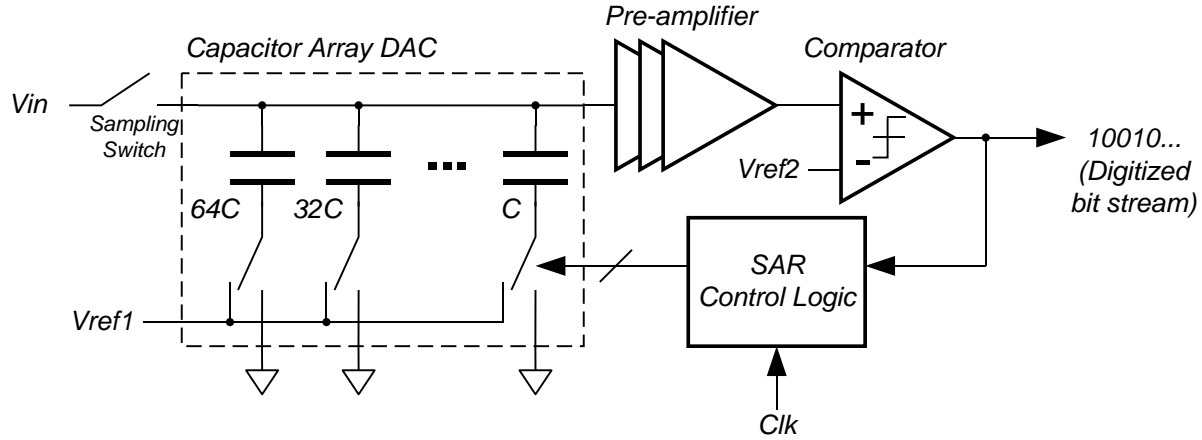 Pre-amplifier
Capacitor Array DAC
Comparator
Vin
Sampling
Switch
+
-
Vref2
10010...
(Digitized
bit stream)
64C
32C
C
SAR
Control Logic
Vref1
Clk